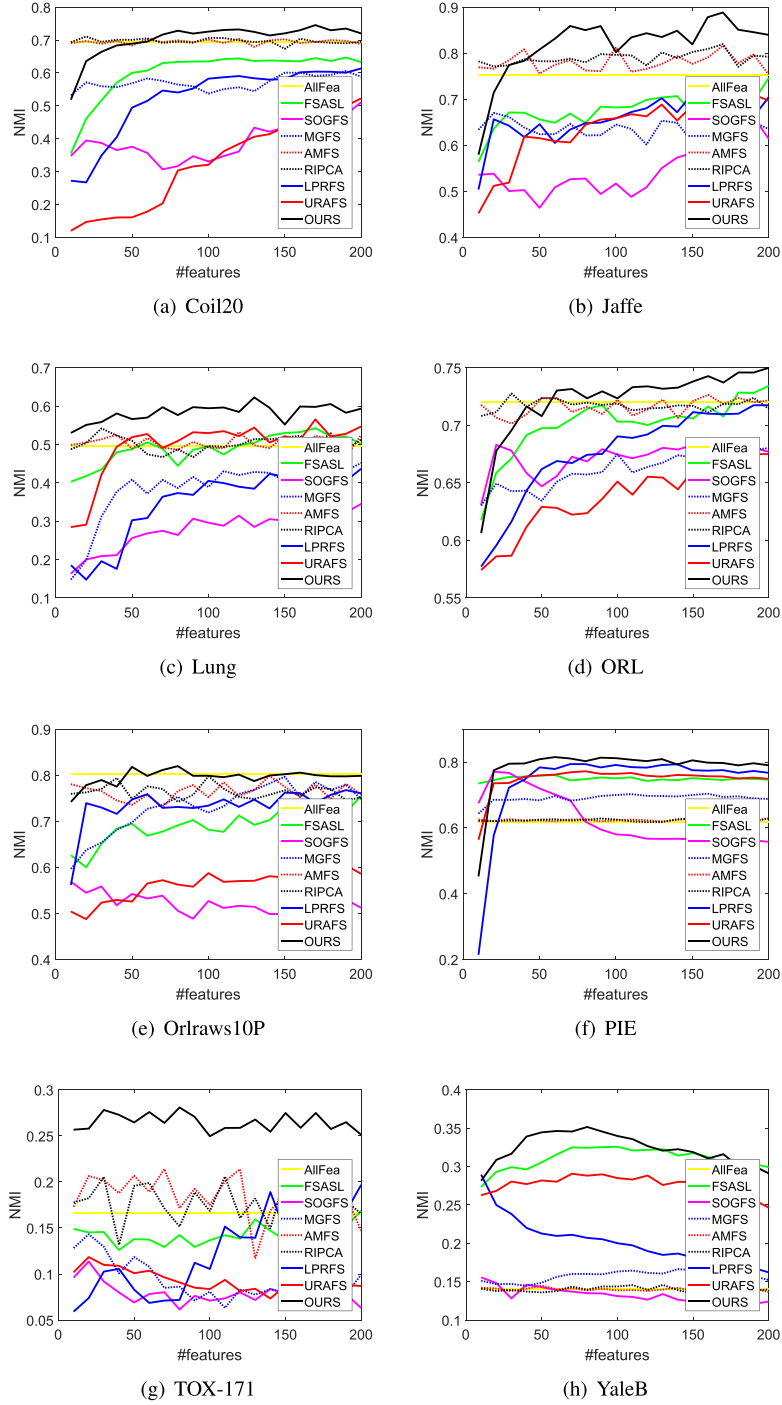 0.8
0.7
0.6
0.5
0.4
0.3
0.2
0.1
NMI
0 50 100 150 200
#features
AllFea
FSASL
SOGFS
MGFS
AMFS
RIPCA
LPRFS
URAFS
OURS
(a) Coil20
0.9
0.8
0.7
0.6
0.5
0.4
NMI
0 50 100 150 200
#features
AllFea
FSASL
SOGFS
MGFS
AMFS
RIPCA
LPRFS
URAFS
OURS
(b) Jaffe
0.7
0.6
0.5
0.4
0.3
0.2
0.1
NMI
0 50 100 150 200
#features
AllFea
FSASL
SOGFS
MGFS
AMFS
RIPCA
LPRFS
URAFS
OURS
(c) Lung
0.75
0.7
0.65
0.6
0.55
NMI
0 50 100 150 200
#features
AllFea
FSASL
SOGFS
MGFS
AMFS
RIPCA
LPRFS
URAFS
OURS
(d) ORL
0.9
0.8
0.7
0.6
0.5
0.4
NMI
0 50 100 150 200
#features
AllFea
FSASL
SOGFS
MGFS
AMFS
RIPCA
LPRFS
URAFS
OURS
(e) Orlraws10P
0.8
0.6
0.4
0.2
NMI
0 50 100 150 200
#features
AllFea
FSASL
SOGFS
MGFS
AMFS
RIPCA
LPRFS
URAFS
OURS
(f) PIE
0.3
0.25
0.2
0.15
0.1
0.05
NMI
0 50 100 150 200
#features
AllFea
FSASL
SOGFS
MGFS
AMFS
RIPCA
LPRFS
URAFS
OURS
(g) TOX-171
0.4
0.35
0.3
0.25
0.2
0.15
0.1
NMI
0 50 100 150 200
#features
AllFea
FSASL
SOGFS
MGFS
AMFS
RIPCA
LPRFS
URAFS
OURS
(h) YaleB